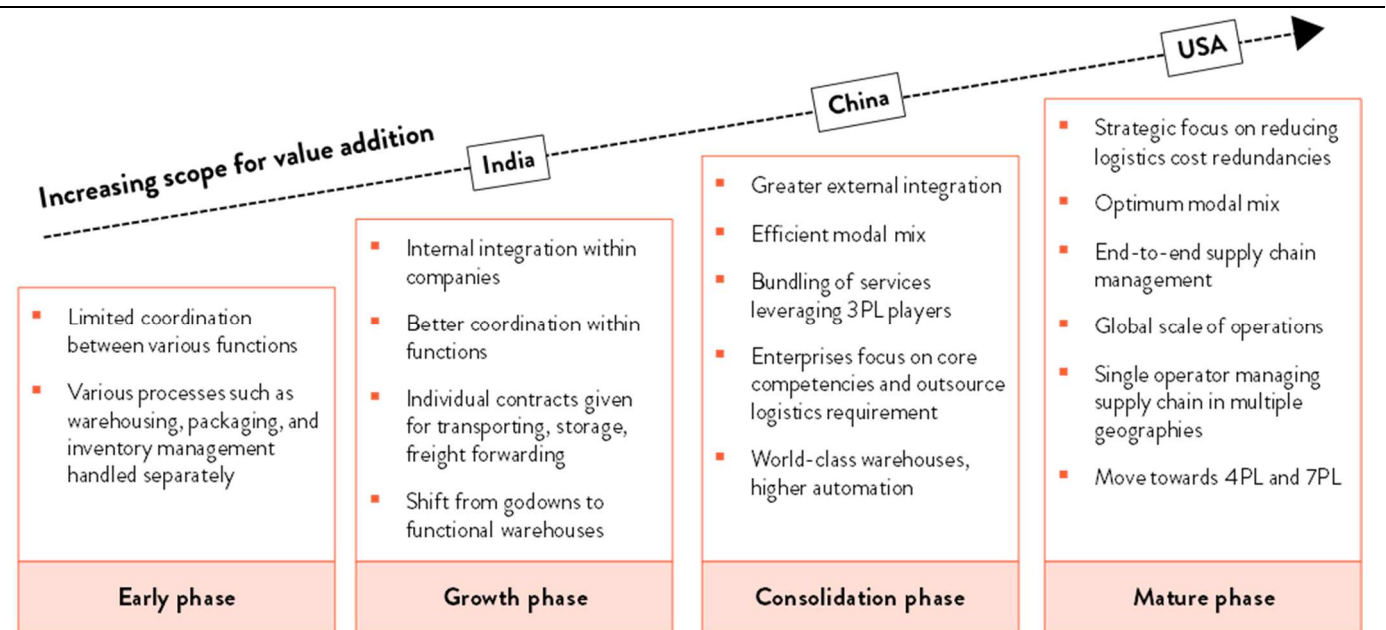 USA
China
India
Increasing scope for value addition
Limited coordination
between various functions
Various processes such as
warehousing, packaging, and
inventory management
handled separately
Early phase
Internal integration within
companies
Better coordination within
functions
Individual contracts given
for transporting, storage,
freight forwarding
Shift from godowns to
functional warehouses
Growth phase
Greater external integration
Efficient modal mix
Bundling of services
leveraging 3PL players
Enterprises focus on core
competencies and outsource
logistics requirement
World-class warehouses,
higher automation
Consolidation phase
Strategic focus on reducing
logistics cost redundancies
Optimum modal mix
End-to-end supply chain
management
Global scale of operations
Single operator managing
supply chain in multiple
geographies
Move towards 4PL and 7PL
Mature phase